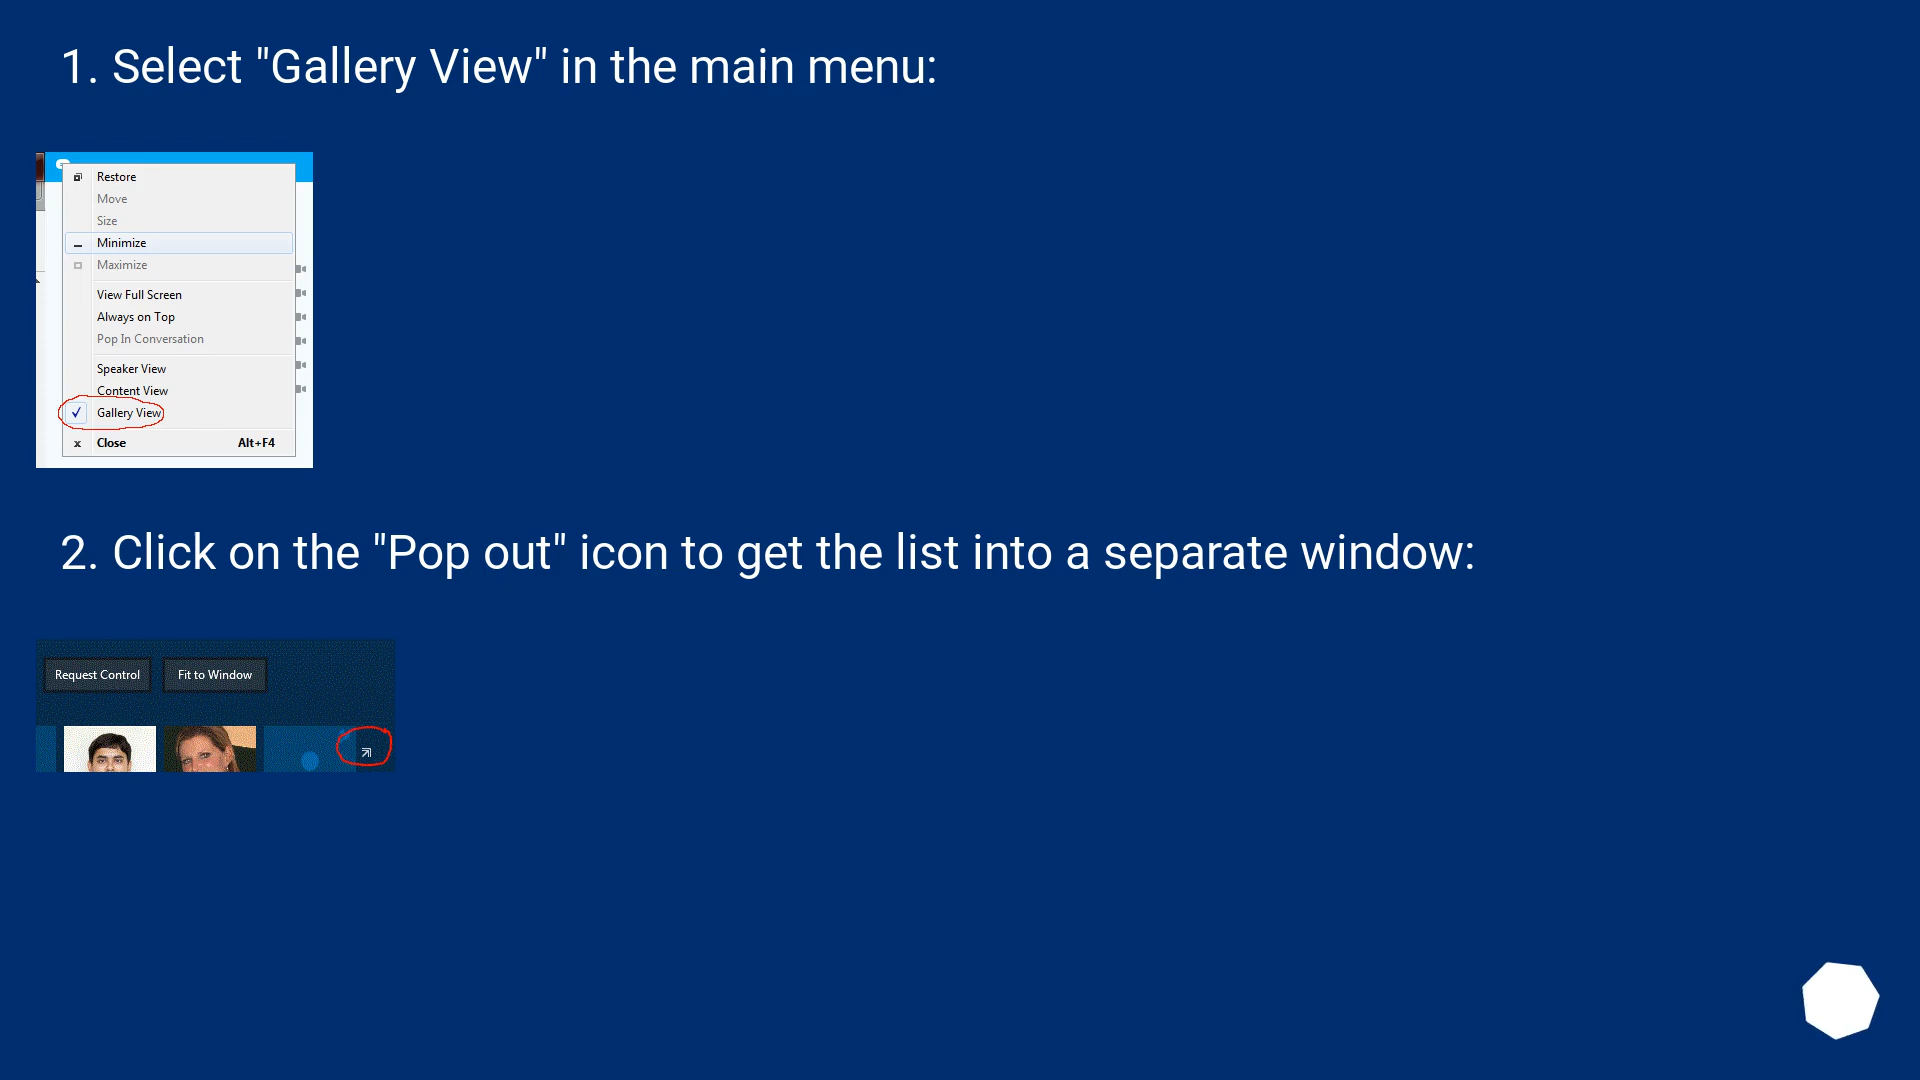 1. Select "Gallery View" in the main menu:
Restore
Move
Size
Minimize
Maximize
View Full Screen
Always on Top
Pop In Conversation
Speaker View
Content View
Gallery View
Close Alt+F4
2. Click on the "Pop out" icon to get the list into a separate window:
Request Control Fit to Window